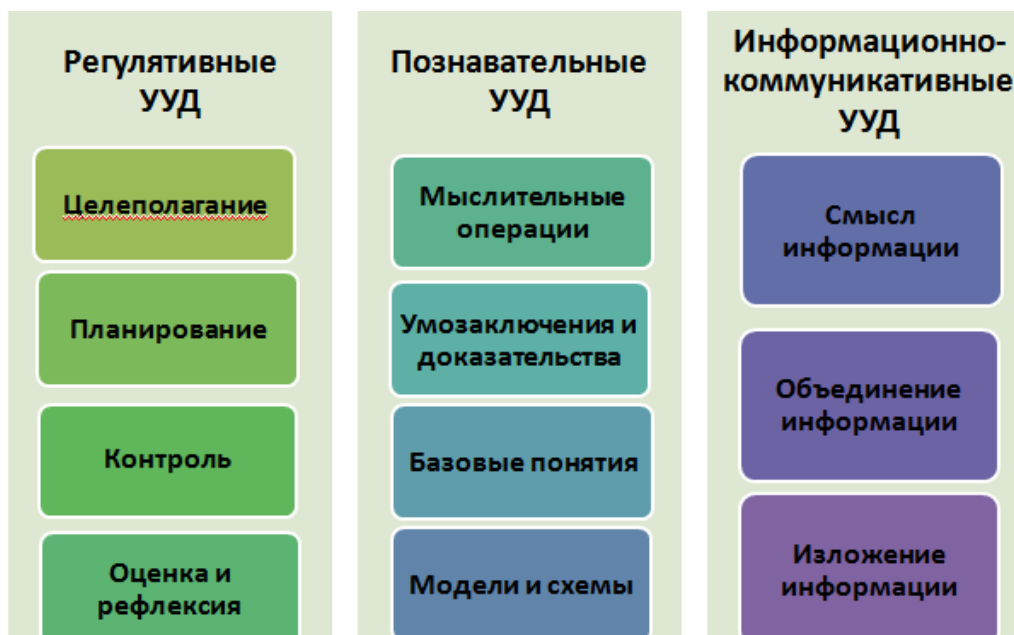 Регулятивные
УУД
Целеполагание
Планирование
Контроль
Оценка и
рефлексия
Познавательные
УУД
Мыслительные
операции
Умозаключения и
доказательства
Базовые понятия
Модели и схемы
Информационно-
коммуникативные
УУД
Смысл
информации
Объединение
информации
Изложение
информации